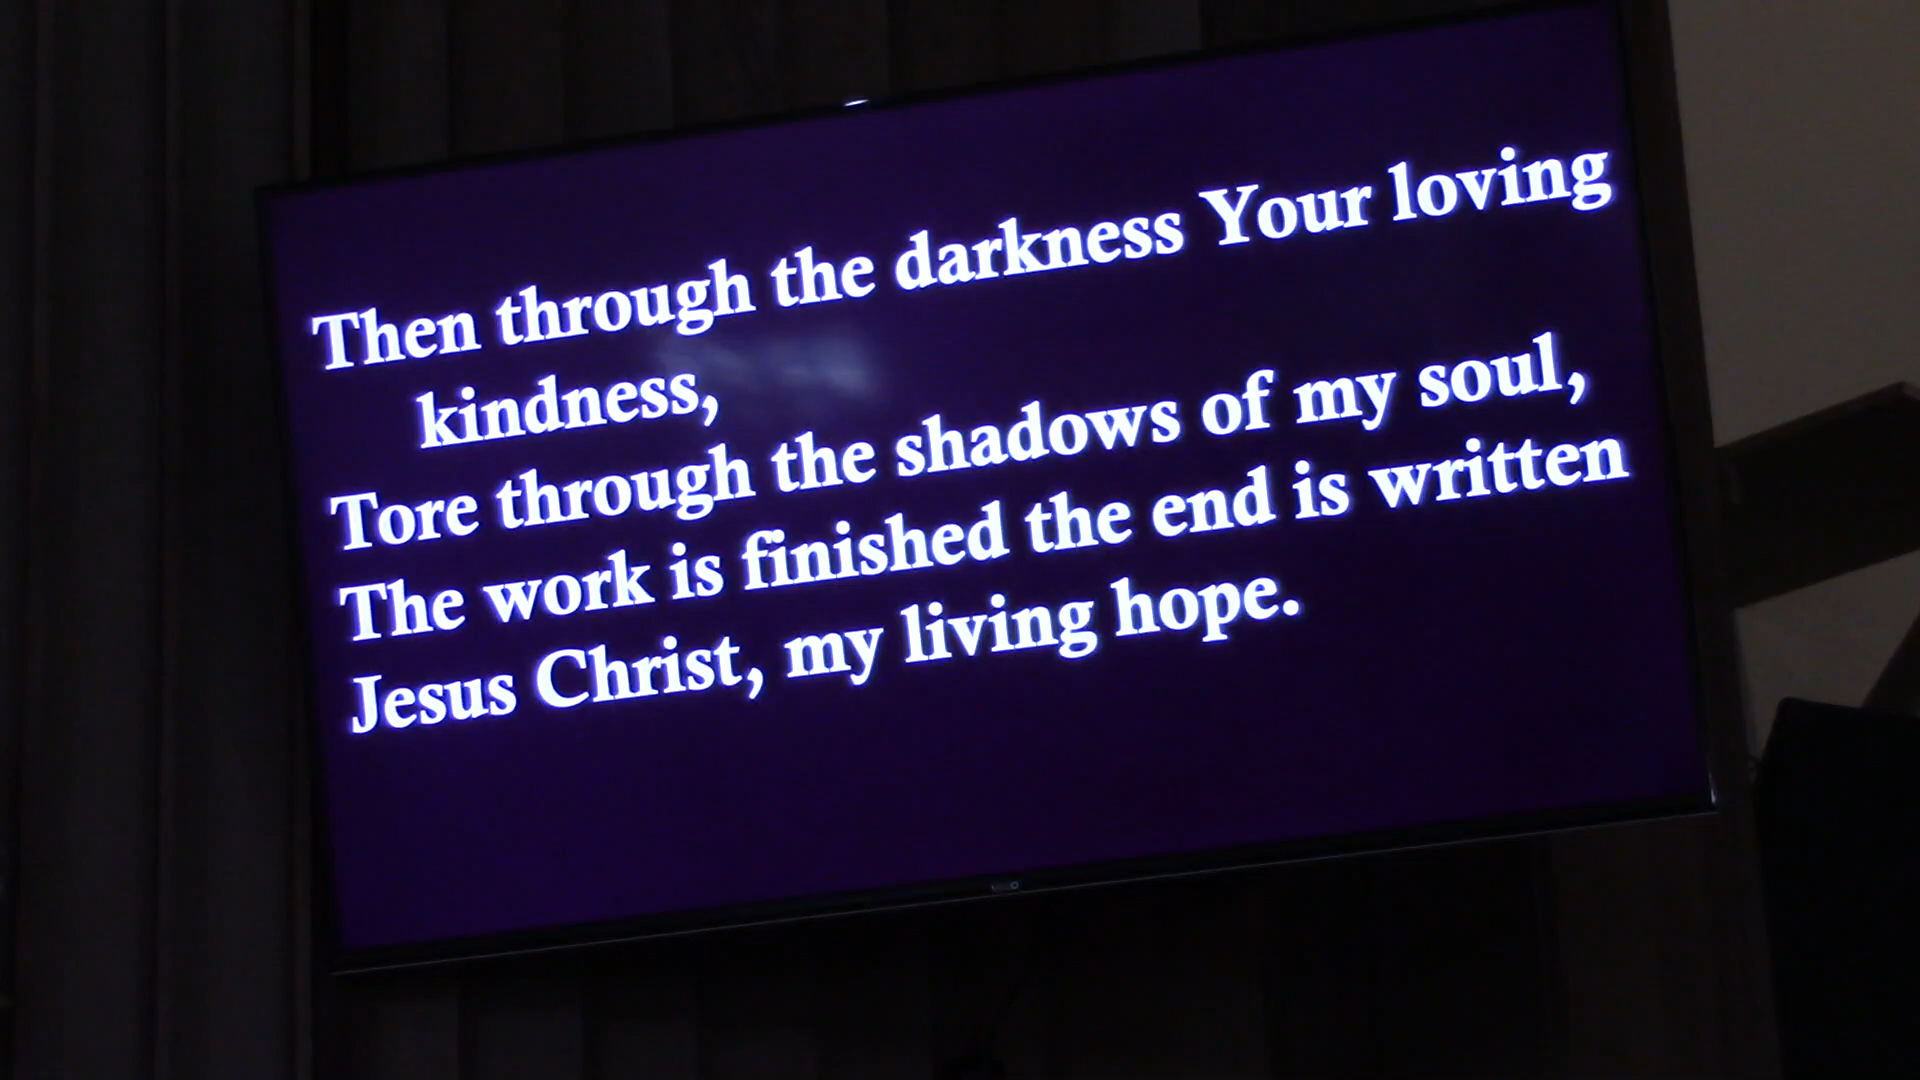 Then through the darkness Your loving
kindness,
Tore through the shadows of my soul,
The work is finished the end is written
Jesus Christ, my living hope.